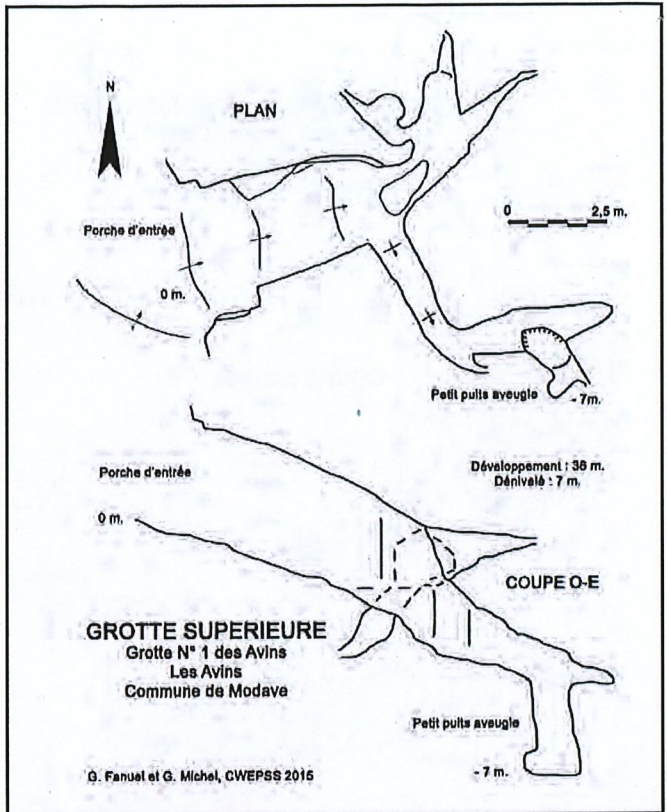 N
PLAN
0 2,5 m.
Porche d'entrée
0 m.
Petit puits aveugle
- 7m.
Porche d'entrée
Développement : 36 m.
Dénivelé : 7 m.
0 m.
COUPE O-E
GROTTE SUPERIEURE
Grotte N° 1 des Avins
Les Avins
Commune de Modave
Petit puits aveugle
- 7 m.
G. Fanuel et G. Michel, CWEPSS 2015